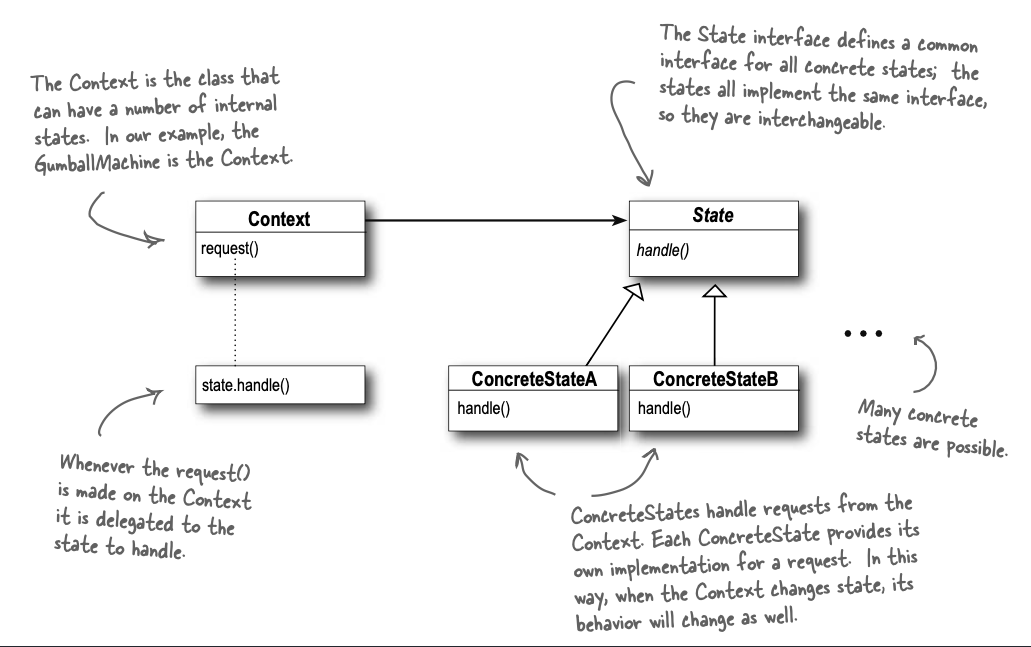 The Context is the class that
can have a number of internal
states. In our example, the
GumballMachine is the Context.
The State interface defines a common
interface for all concrete states; the
states all implement the same interface,
so they are interchangeable.
Context
request()
State
handle()
state.handle()
ConcreteStateA
handle()
ConcreteStateB
handle()
...
Many concrete
states are possible.
Whenever the request()
is made on the Context
it is delegated to the
state to handle.
ConcreteStates handle requests from the
Context. Each ConcreteState provides its
own implementation for a request. In this
way, when the Context changes state, its
behavior will change as well.